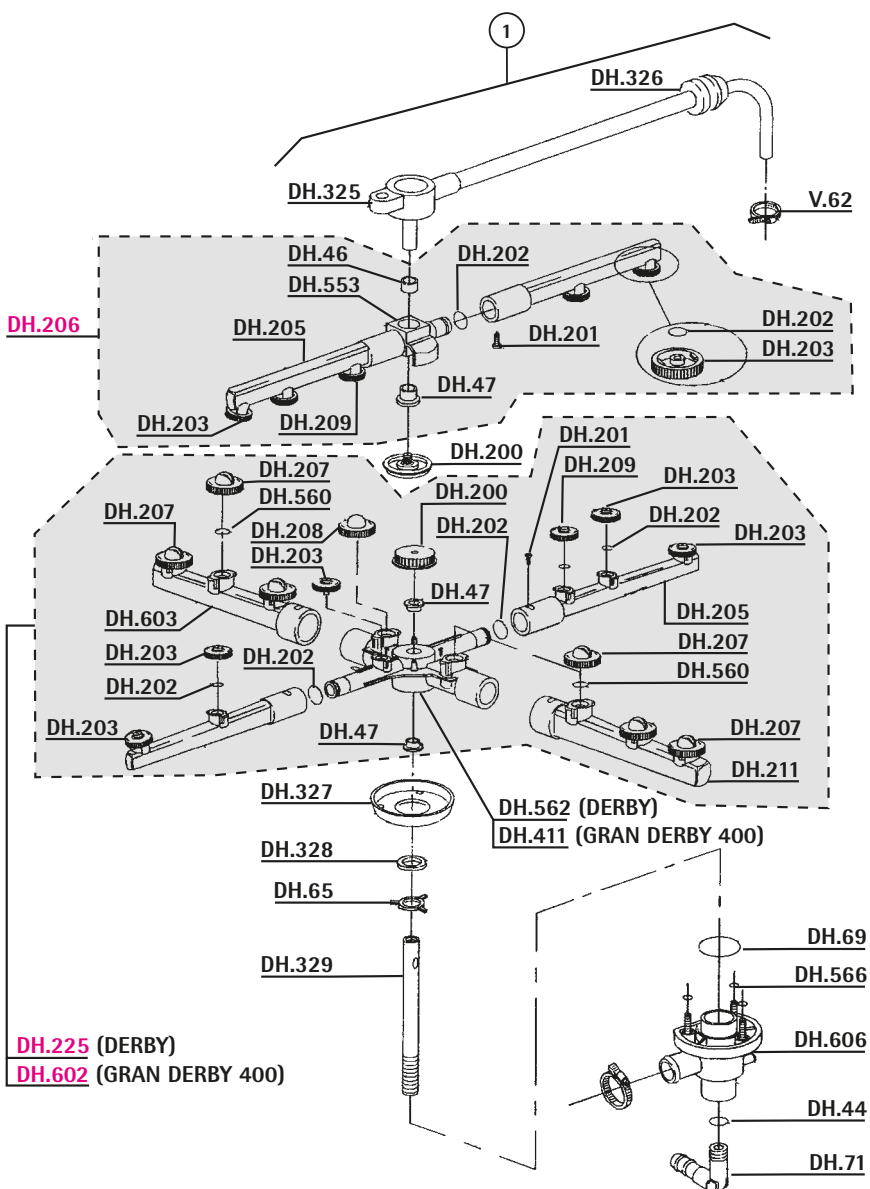 1
DH.326
DH.325
V.62
DH.46
DH.202
DH.553
DH.206
DH.205
DH.201
DH.202
DH.203
DH.47
DH.203
DH.209
DH.200
DH.201
DH.207
DH.209
DH.200
DH.203
DH.560
DH.207
DH.208
DH.202
DH.202
DH.203
DH.203
DH.47
DH.603
DH.205
DH.203
DH.202
DH.207
DH.202
DH.560
DH.203
DH.47
DH.207
DH.211
DH.327
DH.562 (DERBY)
DH.411 (GRAN DERBY 400)
DH.328
DH.65
DH.69
DH.329
DH.566
DH.225 (DERBY)
DH.606
DH.602 (GRAN DERBY 400)
DH.44
DH.71